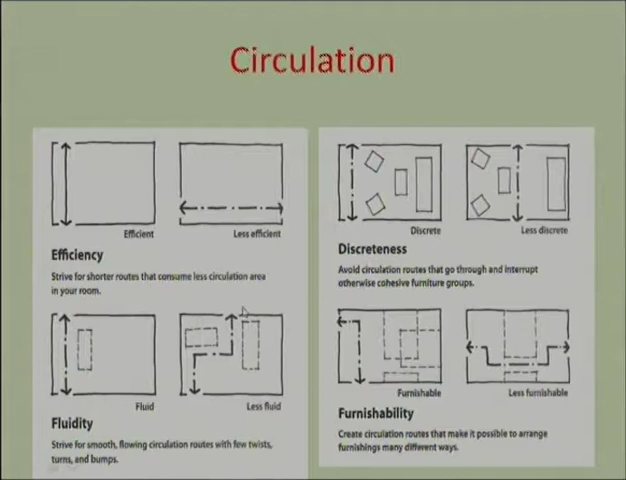 Circulation
Efficient
Less efficient
Efficiency
Strive for shorter routes that consume less circulation area
in your room.
Fluid
Less fluid
Fluidity
Strive for smooth, flowing circulation routes with few twists,
turns, and bumps.
Discrete
Less discrete
Discreteness
Avoid circulation routes that go through and interrupt
otherwise cohesive furniture groups.
Furnishable
Less furnishable
Furnishability
Create circulation routes that make it possible to arrange
furnishings many different ways.